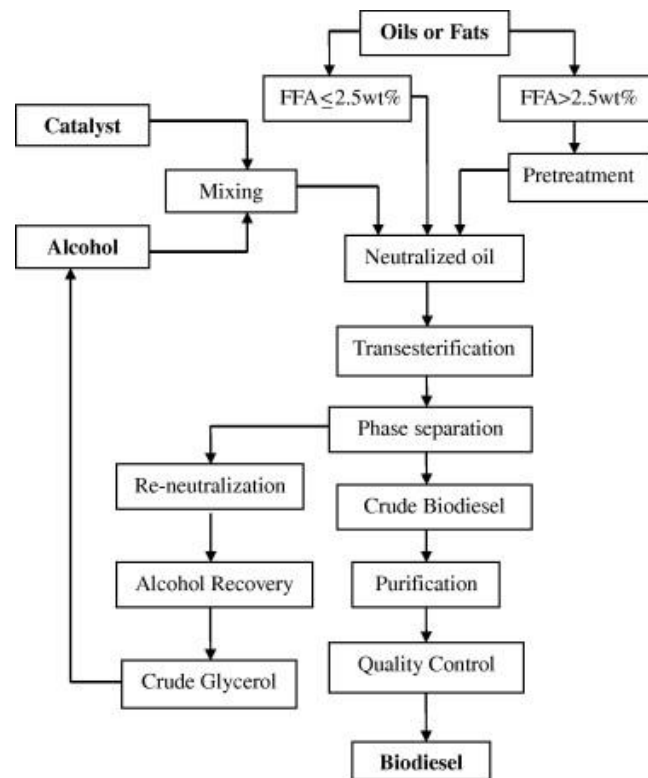 Oils or Fats
FFA≤2.5wt%
FFA>2.5wt%
Catalyst
Pretreatment
Mixing
Alcohol
Neutralized oil
Transesterification
Phase separation
Re-neutralization
Crude Biodiesel
Alcohol Recovery
Purification
Quality Control
Crude Glycerol
Biodiesel